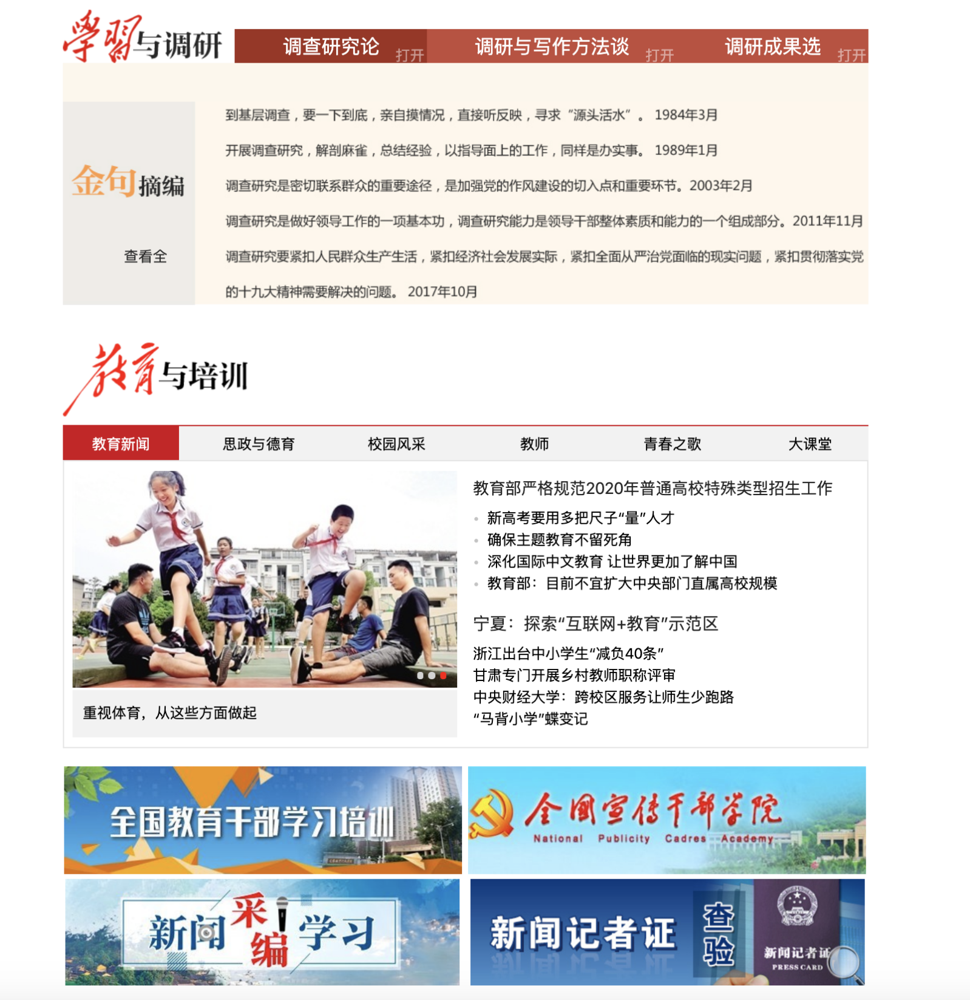 學習与调研
调查研究论 打开
调研与写作方法谈 打开
调研成果选 打开
金句摘编
查看全
到基层调查，要一下到底，亲自摸情况，直接听反映，寻求“源头活水”。 1984年3月
开展调查研究，解剖麻雀，总结经验，以指导面上的工作，同样是办实事。 1989年1月
调查研究是密切联系群众的重要途径，是加强党的作风建设的切入点和重要环节。2003年2月
调查研究是做好领导工作的一项基本功，调查研究能力是领导干部整体素质和能力的一个组成部分。2011年11月
调查研究要紧扣人民群众生产生活，紧扣经济社会发展实际，紧扣全面从严治党面临的现实问题，紧扣贯彻落实党
的十九大精神需要解决的问题。 2017年10月
教育与培训
教育新闻 思政与德育 校园风采 教师 青春之歌 大课堂
重视体育，从这些方面做起
教育部严格规范2020年普通高校特殊类型招生工作
新高考要用多把尺子“量”人才
确保主题教育不留死角
深化国际中文教育 让世界更加了解中国
教育部：目前不宜扩大中央部门直属高校规模
宁夏：探索“互联网+教育”示范区
浙江出台中小学生“减负40条”
甘肃专门开展乡村教师职称评审
中央财经大学：跨校区服务让师生少跑路
“马背小学”蝶变记
全国教育干部学习培训
全国宣传干部学院
National Publicity Cadres Academy
新闻采编学习
新闻记者证
查验
新闻记者证
PRESS CARD